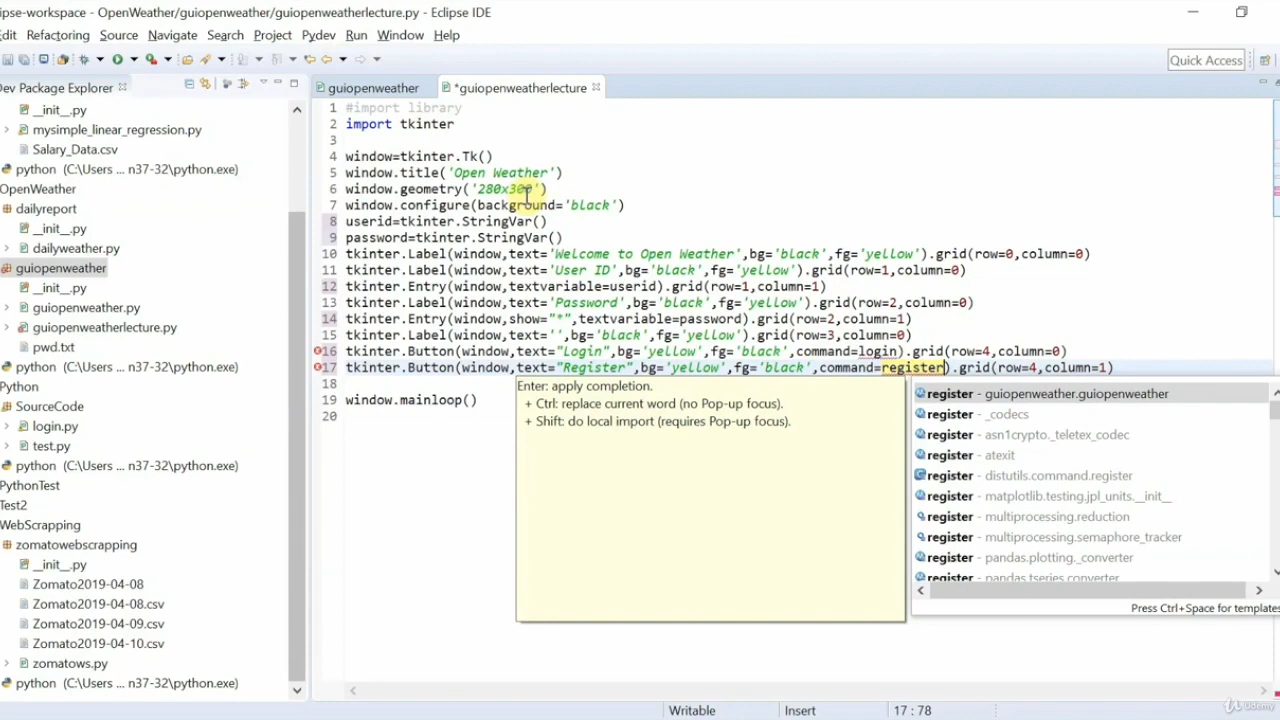 ipse-workspace - OpenWeather/guiopenweather/guiopenweatherlecture.py - Eclipse IDE
dit Refactoring Source Navigate Search Project Pydev Run Window Help
Quick Access
Dev Package Explorer
guiopenweather
*guiopenweatherlecture
__init__.py
mysimple_linear_regression.py
Salary_Data.csv
python (C:\Users ... n37-32\python.exe)
OpenWeather
dailyreport
__init__.py
dailyweather.py
guiopenweather
__init__.py
guiopenweather.py
guiopenweatherlecture.py
pwd.txt
Python
SourceCode
login.py
test.py
python (C:\Users ... n37-32\python.exe)
PythonTest
Test2
WebScrapping
zomatowebscrapping
__init__.py
Zomato2019-04-08
Zomato2019-04-08.csv
Zomato2019-04-09.csv
Zomato2019-04-10.csv
zomatows.py
python (C:\Users ... n37-32\python.exe)
1 #import library
2 import tkinter
3
4 window=tkinter.Tk()
5 window.title('Open Weather')
6 window.geometry('280x300')
7 window.configure(background='black')
8 userid=tkinter.StringVar()
9 password=tkinter.StringVar()
10 tkinter.Label(window,text='Welcome to Open Weather',bg='black',fg='yellow').grid(row=0,column=0)
11 tkinter.Label(window,text='User ID',bg='black',fg='yellow').grid(row=1,column=0)
12 tkinter.Entry(window,textvariable=userid).grid(row=1,column=1)
13 tkinter.Label(window,text='Password',bg='black',fg='yellow').grid(row=2,column=0)
14 tkinter.Entry(window,show="*",textvariable=password).grid(row=2,column=1)
15 tkinter.Label(window,text='',bg='black',fg='yellow').grid(row=3,column=0)
16 tkinter.Button(window,text="Login",bg='yellow',fg='black',command=login).grid(row=4,column=0)
17 tkinter.Button(window,text="Register",bg='yellow',fg='black',command=register).grid(row=4,column=1)
18
19 window.mainloop()
20
Enter: apply completion.
+ Ctrl: replace current word (no Pop-up focus).
+ Shift: do local import (requires Pop-up focus).
register - guiopenweather.guiopenweather
register - _codecs
register - asn1crypto._teletex_codec
register - atexit
register - distutils.command.register
register - matplotlib.testing.jpl_units.__init__
register - multiprocessing.reduction
register - multiprocessing.semaphore_tracker
register - pandas.plotting._converter
register - pandas.tseries.converter
Press Ctrl+Space for templates
Writable
Insert
17 : 78
Udemy